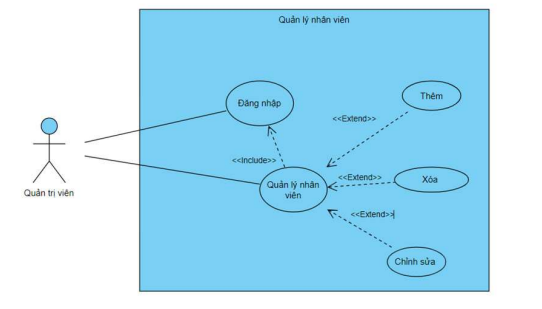 Quản lý nhân viên
Đăng nhập
Thêm
<<Extend>>
<<Include>>
<<Extend>>
Xóa
Quản lý nhân
viên
Quản trị viên
<<Extend>>
Chỉnh sửa